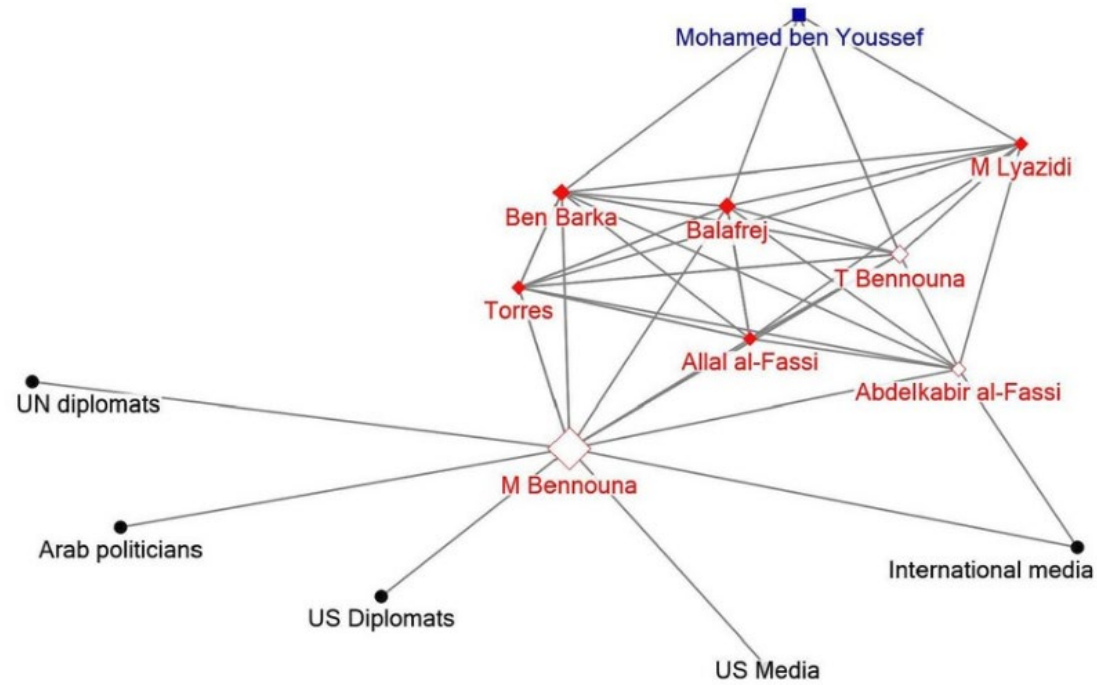 Mohamed ben Youssef
M Lyazidi
Ben Barka
Balafrej
T Bennouna
Torres
Allal al-Fassi
Abdelkabir al-Fassi
UN diplomats
M Bennouna
Arab politicians
International media
US Diplomats
US Media